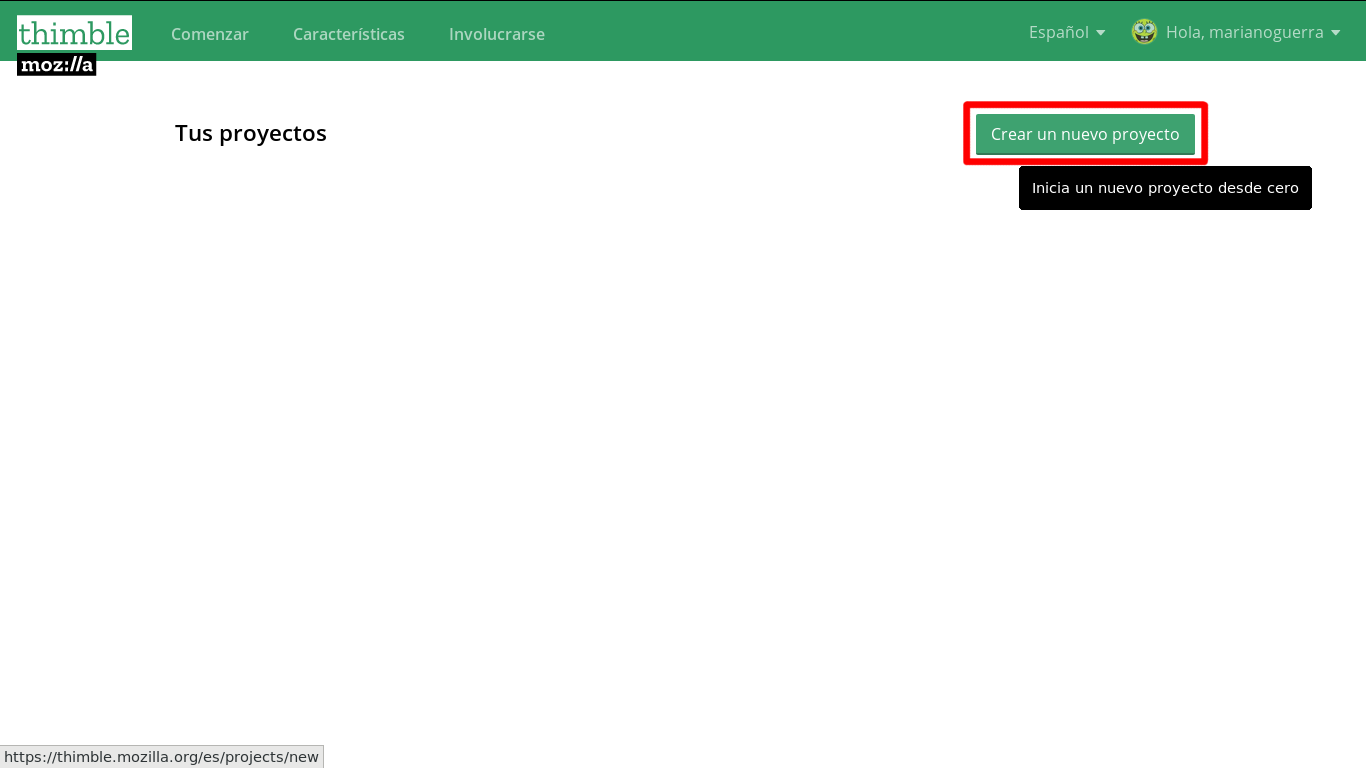 thimble
moz://a
Comenzar
Características
Involucrarse
Español
Hola, marianoguerra
Tus proyectos
Crear un nuevo proyecto
Inicia un nuevo proyecto desde cero
https://thimble.mozilla.org/es/projects/new